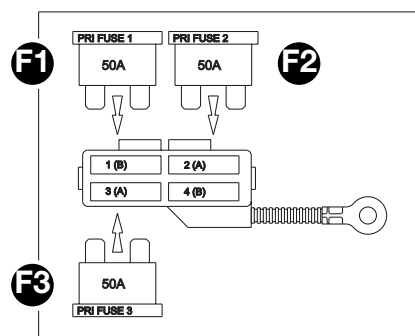 PRI FUSE 1 PRI FUSE 2
F1 50A 50A F2
1 (B) 2 (A)
3 (A) 4 (B)
F3 50A
PRI FUSE 3